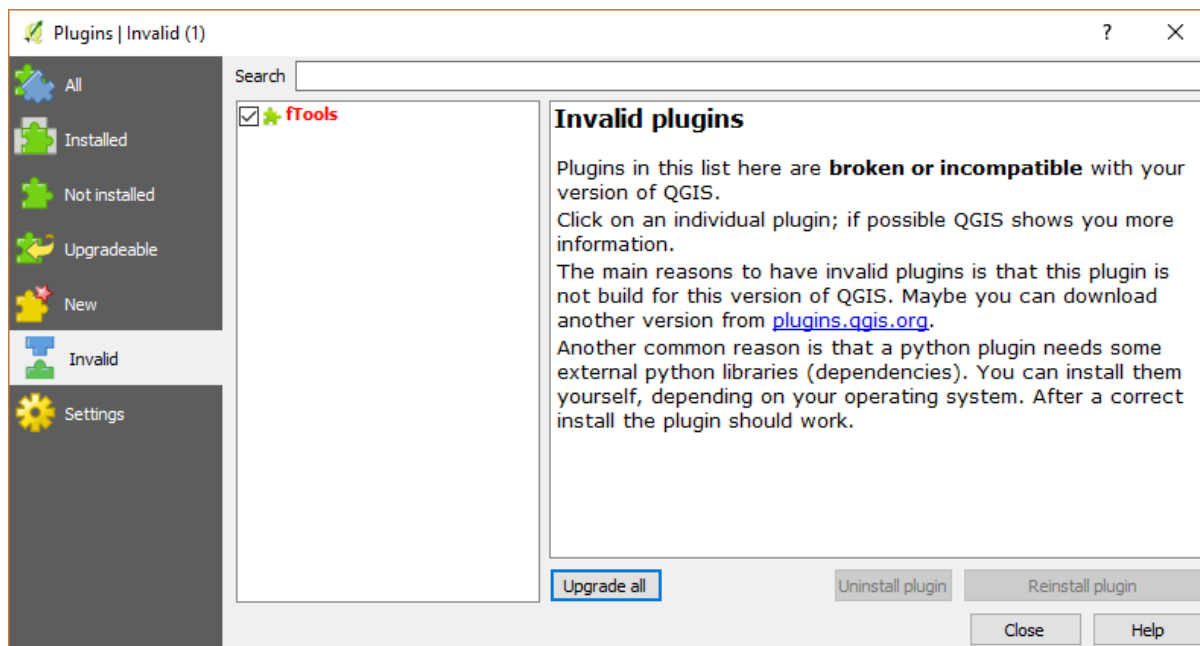 Plugins | Invalid (1)
?
All
Installed
Not installed
Upgradeable
New
Invalid
Settings
Search
fTools
Invalid plugins
Plugins in this list here are broken or incompatible with your
version of QGIS.
Click on an individual plugin; if possible QGIS shows you more
information.
The main reasons to have invalid plugins is that this plugin is
not build for this version of QGIS. Maybe you can download
another version from plugins.qgis.org.
Another common reason is that a python plugin needs some
external python libraries (dependencies). You can install them
yourself, depending on your operating system. After a correct
install the plugin should work.
Upgrade all
Uninstall plugin
Reinstall plugin
Close
Help